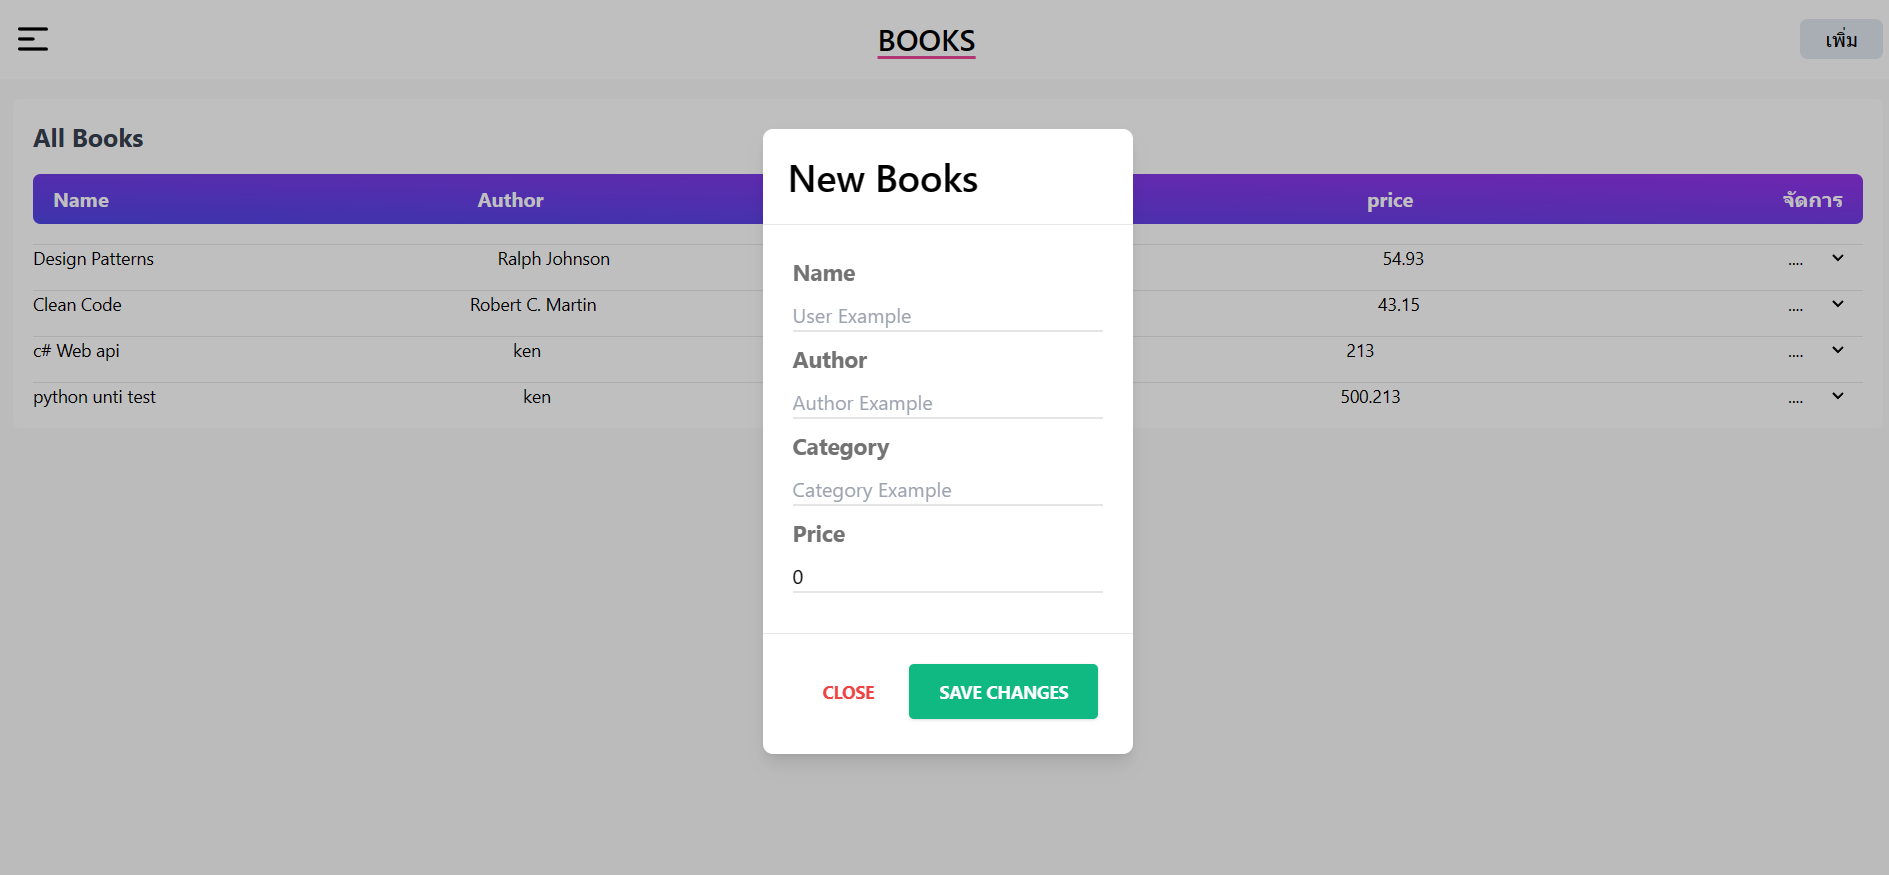 BOOKS
เพิ่ม
All Books
Name Author price จัดการ
Design Patterns Ralph Johnson 54.93 ....
Clean Code Robert C. Martin 43.15 ....
c# Web api ken 213 ....
python unti test ken 500.213 ....
New Books
Name
User Example
Author
Author Example
Category
Category Example
Price
0
CLOSE SAVE CHANGES